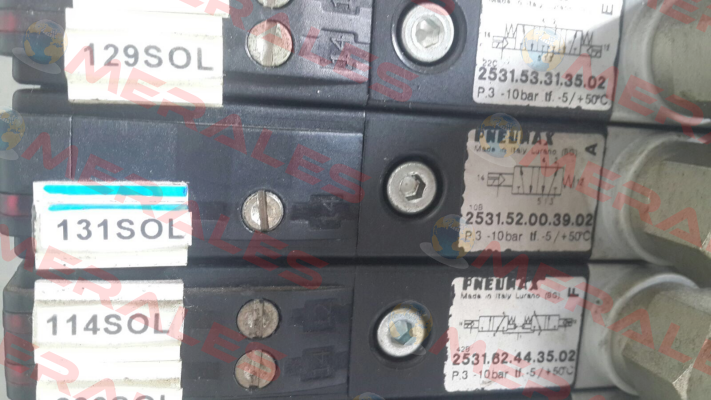 129SOL
2531.53.31.35.02
P.3 -10bar tf. -5/+50°C
E
PNEUMAX
Made in Italy Lurano (BG)
A
14
2531.52.00.39.02
P.3 -10bar tf. -5/+50°C
131SOL
PNEUMAX
Made in Italy Lurano (BG)
F
114SOL
2531.62.44.35.02
P.3 -10bar tf. -5/+50°C
MERALES